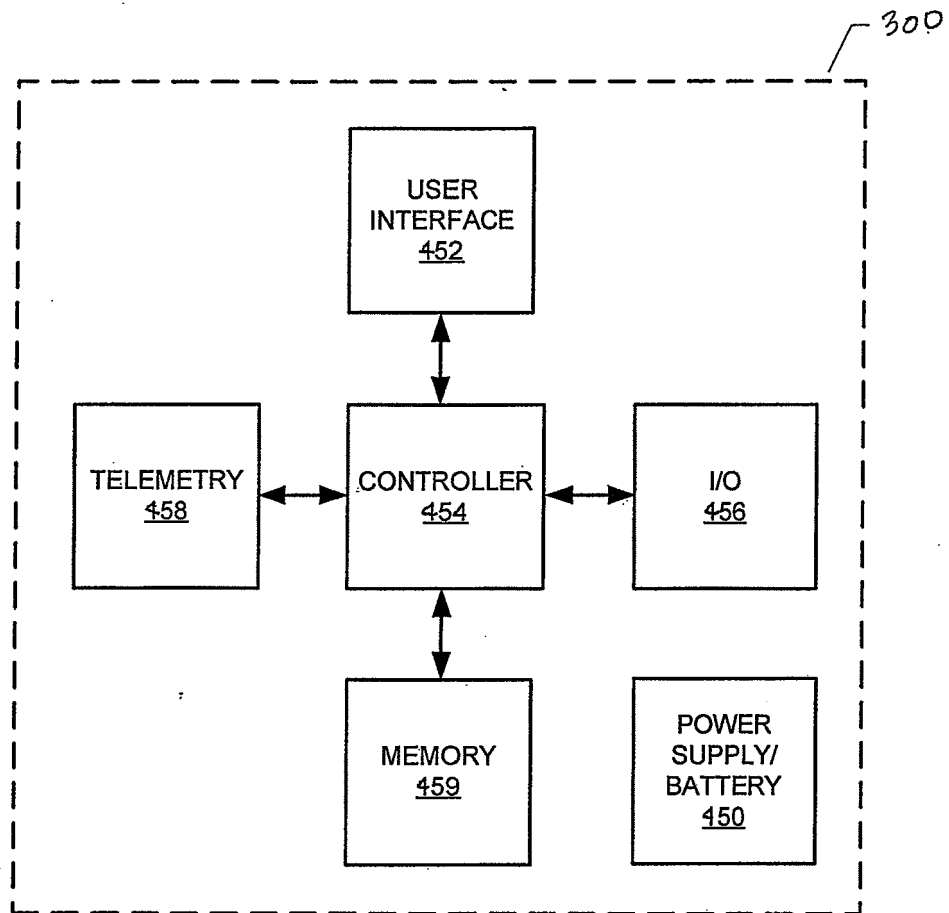 300
USER
INTERFACE
452
TELEMETRY
458
CONTROLLER
454
I/O
456
MEMORY
459
POWER
SUPPLY/
BATTERY
450